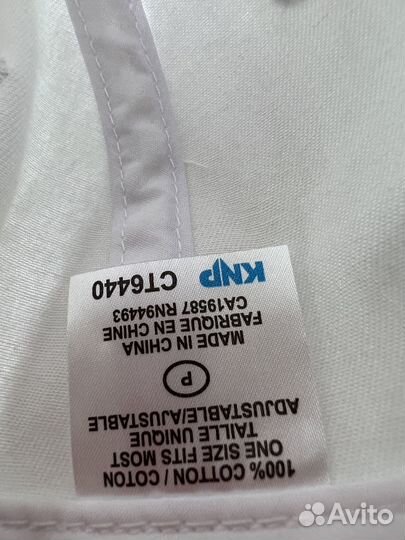 KNP CT6440
CA19587 RN94493
FABRIQUE EN CHINE
MADE IN CHINA
P
ADJUSTABLE/AJUSTABLE
TAILLE UNIQUE
ONE SIZE FITS MOST
100% COTTON / COTON
Avito